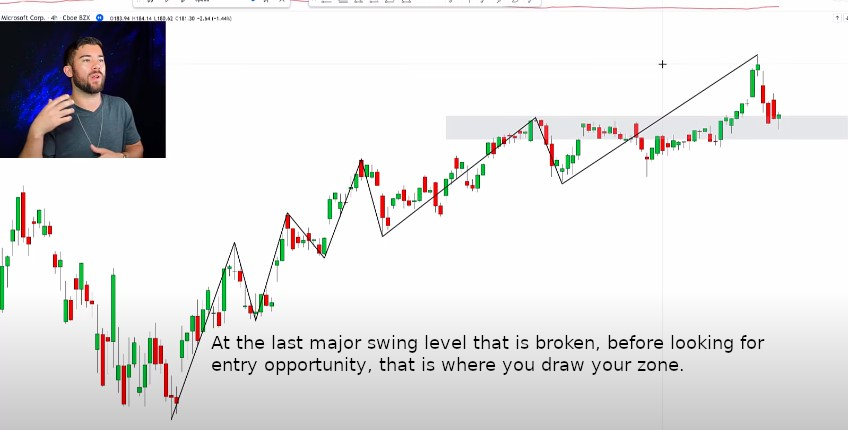 Microsoft Corp. 4h Cboe BZX O183.94 H184.14 L180.62 C181.30 −2.64 (−1.44%)
At the last major swing level that is broken, before looking for
entry opportunity, that is where you draw your zone.